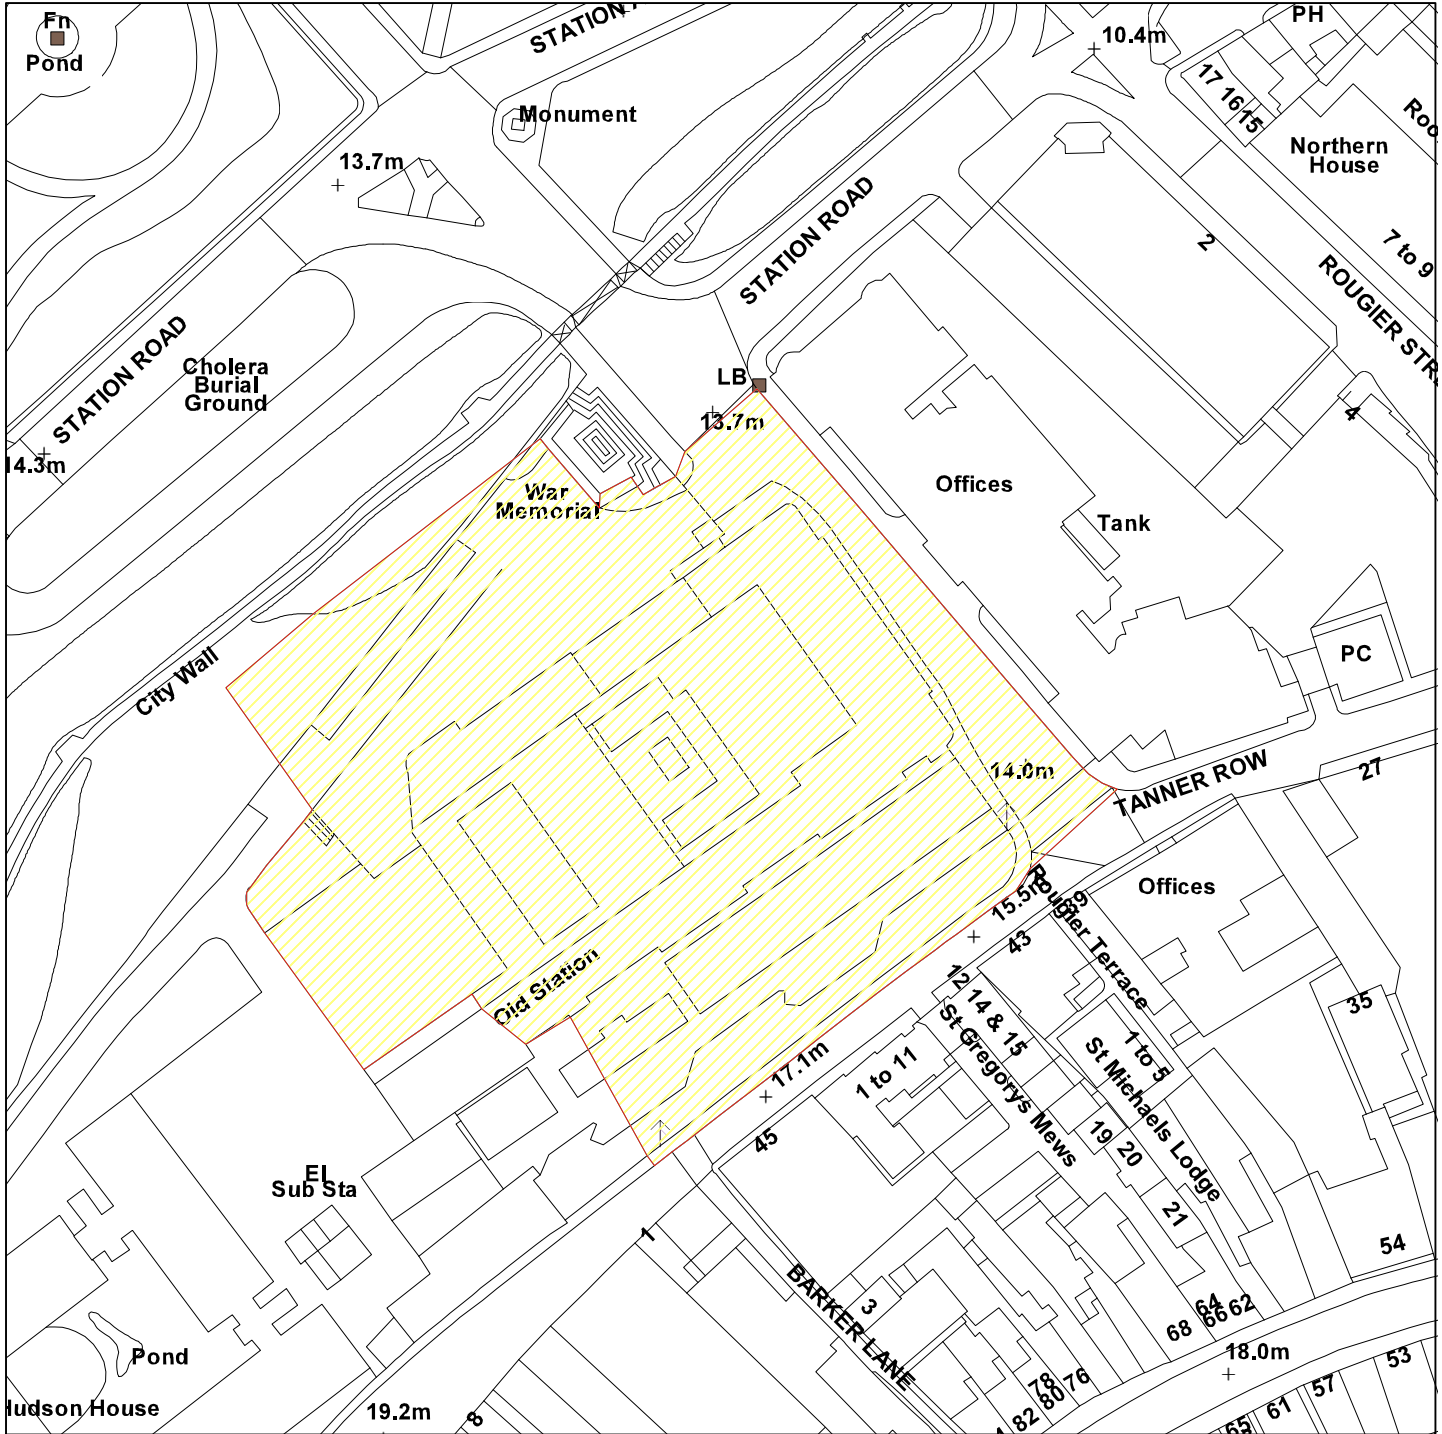 Fn
Pond
STATION
10.4m
PH
17 16
15
Monument
13.7m
Northern
House
STATION ROAD
2
7 to 9
ROUGIER STR
STATION ROAD
Cholera
Burial
Ground
LB
13.7m
4
14.3m
War
Memorial
Offices
Tank
City Wall
PC
14.0m
TANNER ROW
27
Offices
15.5m
39
Rougier Terrace
43
Old Station
12
14 & 15
St Gregorys Mews
1 to 5
St Michaels Lodge
35
17.1m
1 to 11
45
19
20
21
El
Sub Sta
1
54
BARKER LANE
3
64
66
62
68
18.0m
Pond
Hudson House
19.2m
8
78
80
76
82
53
57
61
65